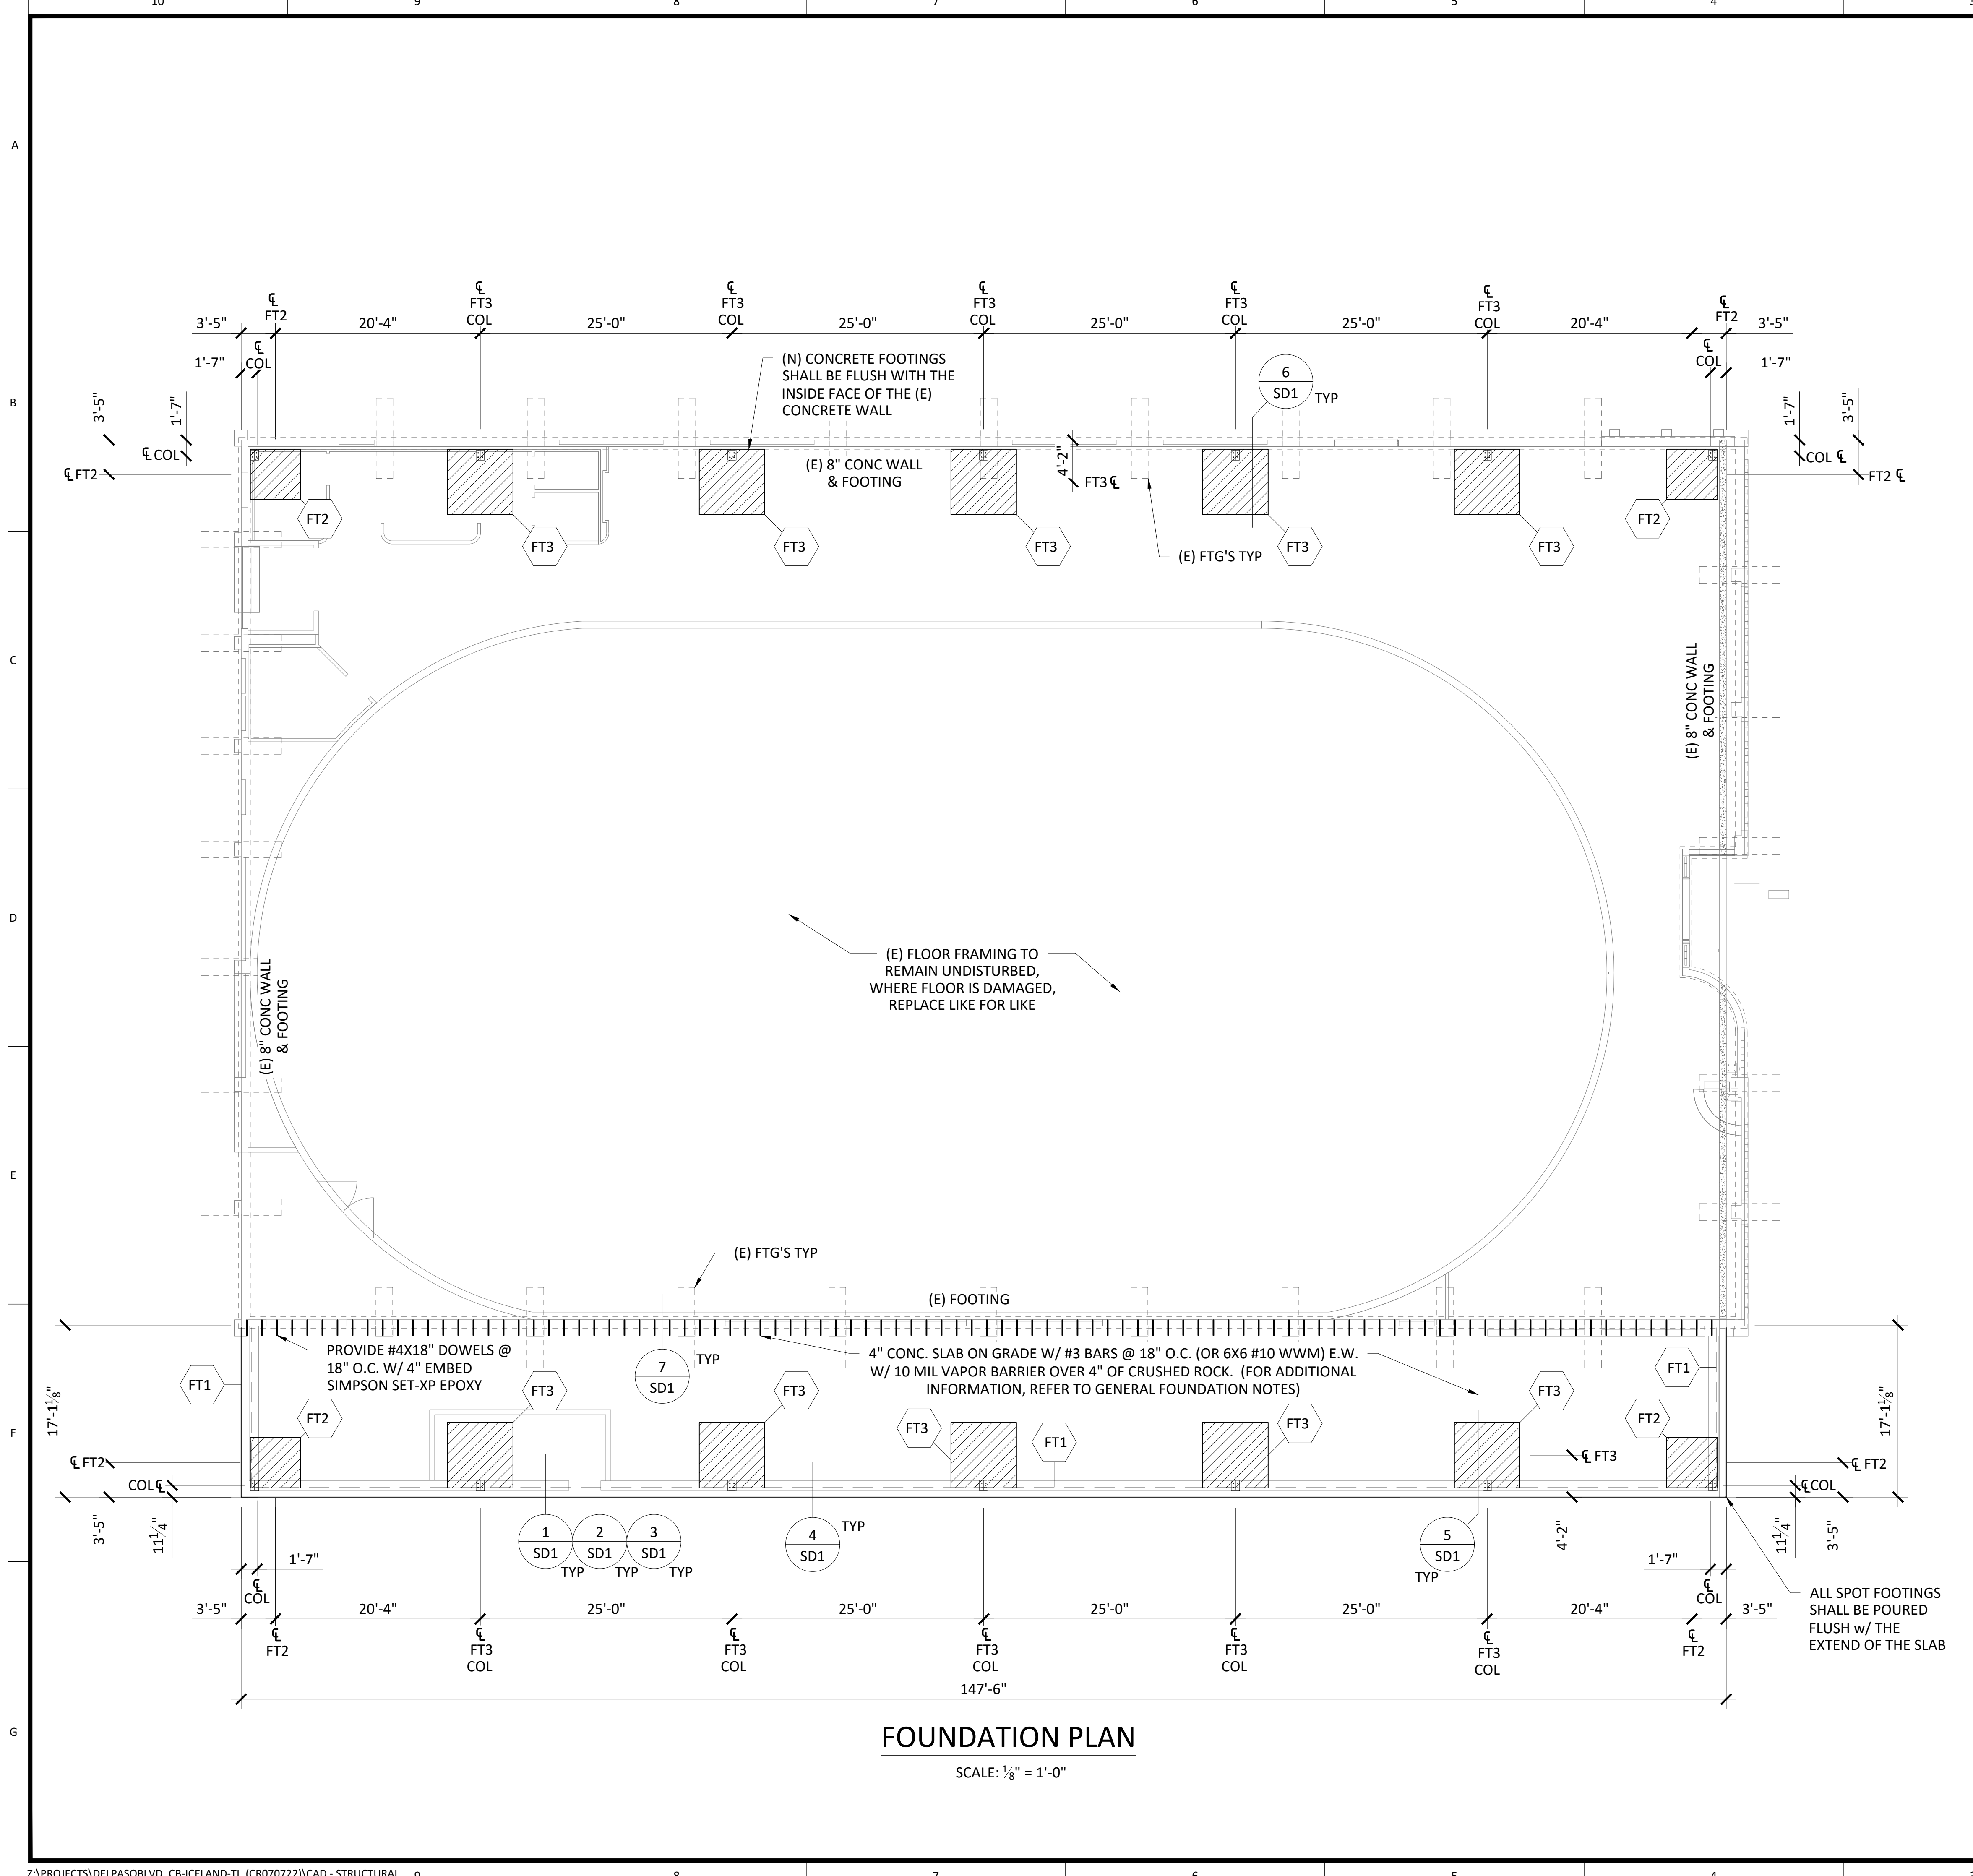 10 9 8 7 6 5 4 3
A
B
C
D
E
F
G
℄ FT2
℄ FT3 COL
℄ FT3 COL
℄ FT3 COL
℄ FT3 COL
℄ FT3 COL
℄ FT2
3'-5" 20'-4" 25'-0" 25'-0" 25'-0" 25'-0" 20'-4" 3'-5"
1'-7" ℄ COL
℄ COL 1'-7"
(N) CONCRETE FOOTINGS
SHALL BE FLUSH WITH THE
INSIDE FACE OF THE (E)
CONCRETE WALL
6
SD1 TYP
3'-5"
1'-7"
℄ COL
℄ FT2
1'-7"
3'-5"
COL ℄
FT2 ℄
(E) 8" CONC WALL
& FOOTING
4'-2"
FT3 ℄
FT2
FT3
FT3
FT3
FT3
FT3
FT2
(E) FTG'S TYP
(E) 8" CONC WALL
& FOOTING
(E) FLOOR FRAMING TO
REMAIN UNDISTURBED,
WHERE FLOOR IS DAMAGED,
REPLACE LIKE FOR LIKE
(E) 8" CONC WALL
& FOOTING
(E) FTG'S TYP
(E) FOOTING
PROVIDE #4X18" DOWELS @
18" O.C. W/ 4" EMBED
SIMPSON SET-XP EPOXY
7
SD1 TYP
4" CONC. SLAB ON GRADE W/ #3 BARS @ 18" O.C. (OR 6X6 #10 WWM) E.W.
W/ 10 MIL VAPOR BARRIER OVER 4" OF CRUSHED ROCK. (FOR ADDITIONAL
INFORMATION, REFER TO GENERAL FOUNDATION NOTES)
FT1
FT1
17'-1⅛"
17'-1⅛"
FT2
FT3
FT3
FT3
FT1
FT3
FT3
FT2
℄ FT2
COL ℄
3'-5"
11¼"
℄ FT3
4'-2"
℄ FT2
℄ COL
11¼"
3'-5"
1
SD1
TYP
2
SD1
TYP
3
SD1
TYP
4
SD1
TYP
5
SD1
TYP
1'-7"
℄ COL
1'-7"
℄ COL
ALL SPOT FOOTINGS
SHALL BE POURED
FLUSH w/ THE
EXTEND OF THE SLAB
3'-5" 20'-4" 25'-0" 25'-0" 25'-0" 25'-0" 20'-4" 3'-5"
℄ FT2
℄ FT3 COL
℄ FT3 COL
℄ FT3 COL
℄ FT3 COL
℄ FT3 COL
℄ FT2
147'-6"
FOUNDATION PLAN
SCALE: ⅛" = 1'-0"
Z:\PROJECTS\DELPASOBLVD_CB-ICELAND-TI_(CR070722)\CAD - STRUCTURAL
9 8 7 6 5 4 3